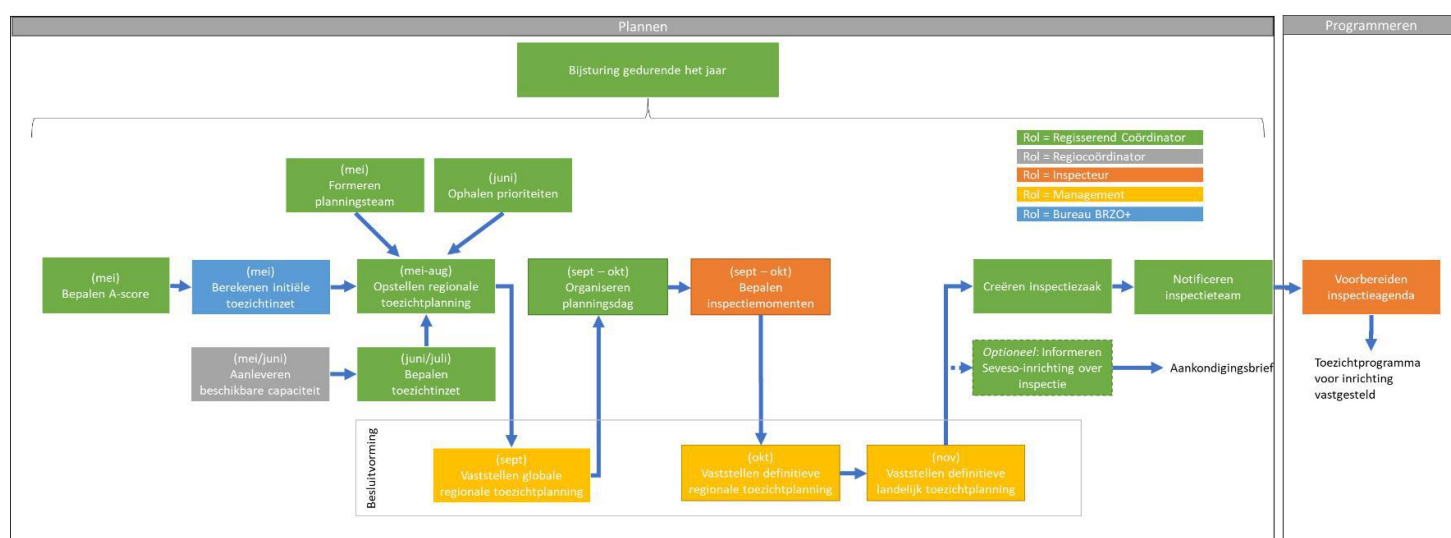 Plannen
Programmeren
Bijsturing gedurende het jaar
Rol = Regisserend Coördinator
Rol = Regiocoördinator
Rol = Inspecteur
Rol = Management
Rol = Bureau BRZO+
(mei)
Formeren
planningsteam
(juni)
Ophalen prioriteiten
(mei)
Bepalen A-score
(mei)
Berekenen initiële
toezichtinzet
(mei-aug)
Opstellen regionale
toezichtplanning
(sept – okt)
Organiseren
planningsdag
(sept – okt)
Bepalen
inspectiemomenten
Creëren inspectiezaak
Notificeren
inspectieteam
Voorbereiden
inspectieagenda
(mei/juni)
Aanleveren
beschikbare capaciteit
(juni/juli)
Bepalen
toezichtinzet
Optioneel: Informeren
Seveso-inrichting over
inspectie
Aankondigingsbrief
Toezichtprogramma
voor inrichting
vastgesteld
Besluitvorming
(sept)
Vaststellen globale
regionale toezichtplanning
(okt)
Vaststellen definitieve
regionale toezichtplanning
(nov)
Vaststellen definitieve
landelijk toezichtplanning